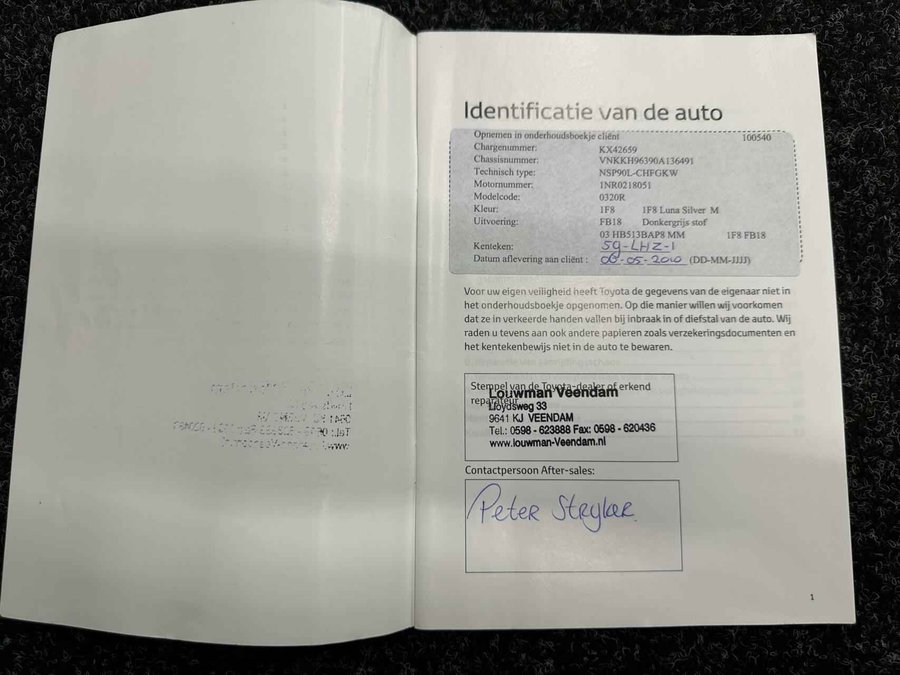 Identificatie van de auto
Opnemen in onderhoudsboekje cliënt 100540
Chargenummer: KX42659
Chassisnummer: VNKKH96390A136491
Technisch type: NSP90L-CHFGKW
Motornummer: 1NR0218051
Modelcode: 0320R
Kleur: 1F8 1F8 Luna Silver M
Uitvoering: FB18 Donkergrijs stof
03 HB513BAP8 MM 1F8 FB18
Kenteken: 59-LHZ-1
Datum aflevering aan cliënt : 08-05-2010 (DD-MM-JJJJ)
Voor uw eigen veiligheid heeft Toyota de gegevens van de eigenaar niet in
het onderhoudsboekje opgenomen. Op die manier willen wij voorkomen
dat ze in verkeerde handen vallen bij inbraak in of diefstal van de auto. Wij
raden u tevens aan ook andere papieren zoals verzekeringsdocumenten en
het kentekenbewijs niet in de auto te bewaren.
Stempel van de Toyota-dealer of erkend
reparateur
Louwman Veendam
Lloydsweg 33
9641 KJ VEENDAM
Tel.: 0598 - 623888 Fax: 0598 - 620436
www.louwman-Veendam.nl
Contactpersoon After-sales:
Peter Stryker
1